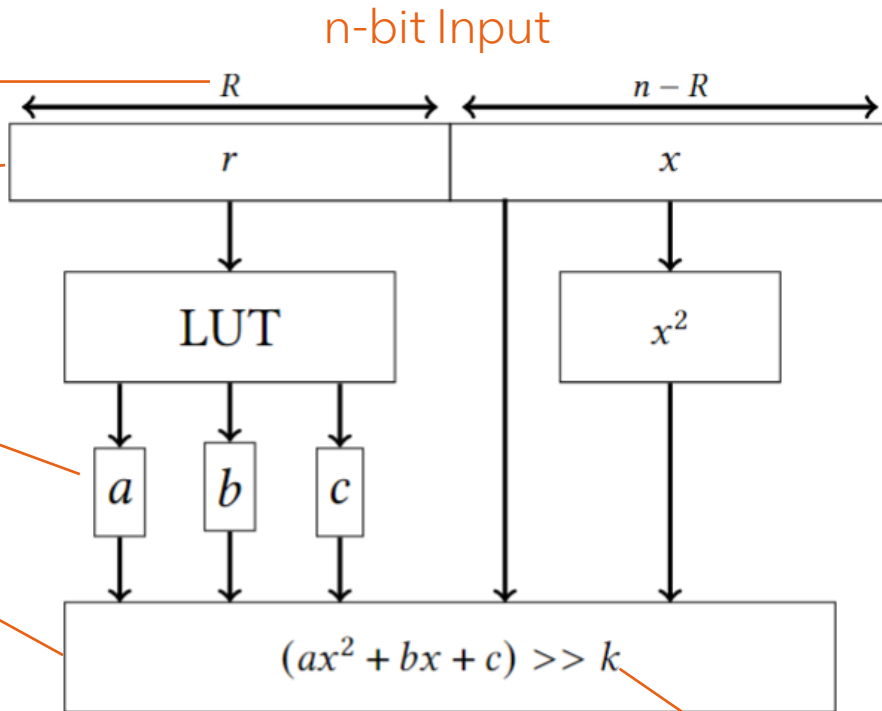 n-bit Input
R n − R
r x
LUT x²
a b c
(ax² + bx + c) >> k